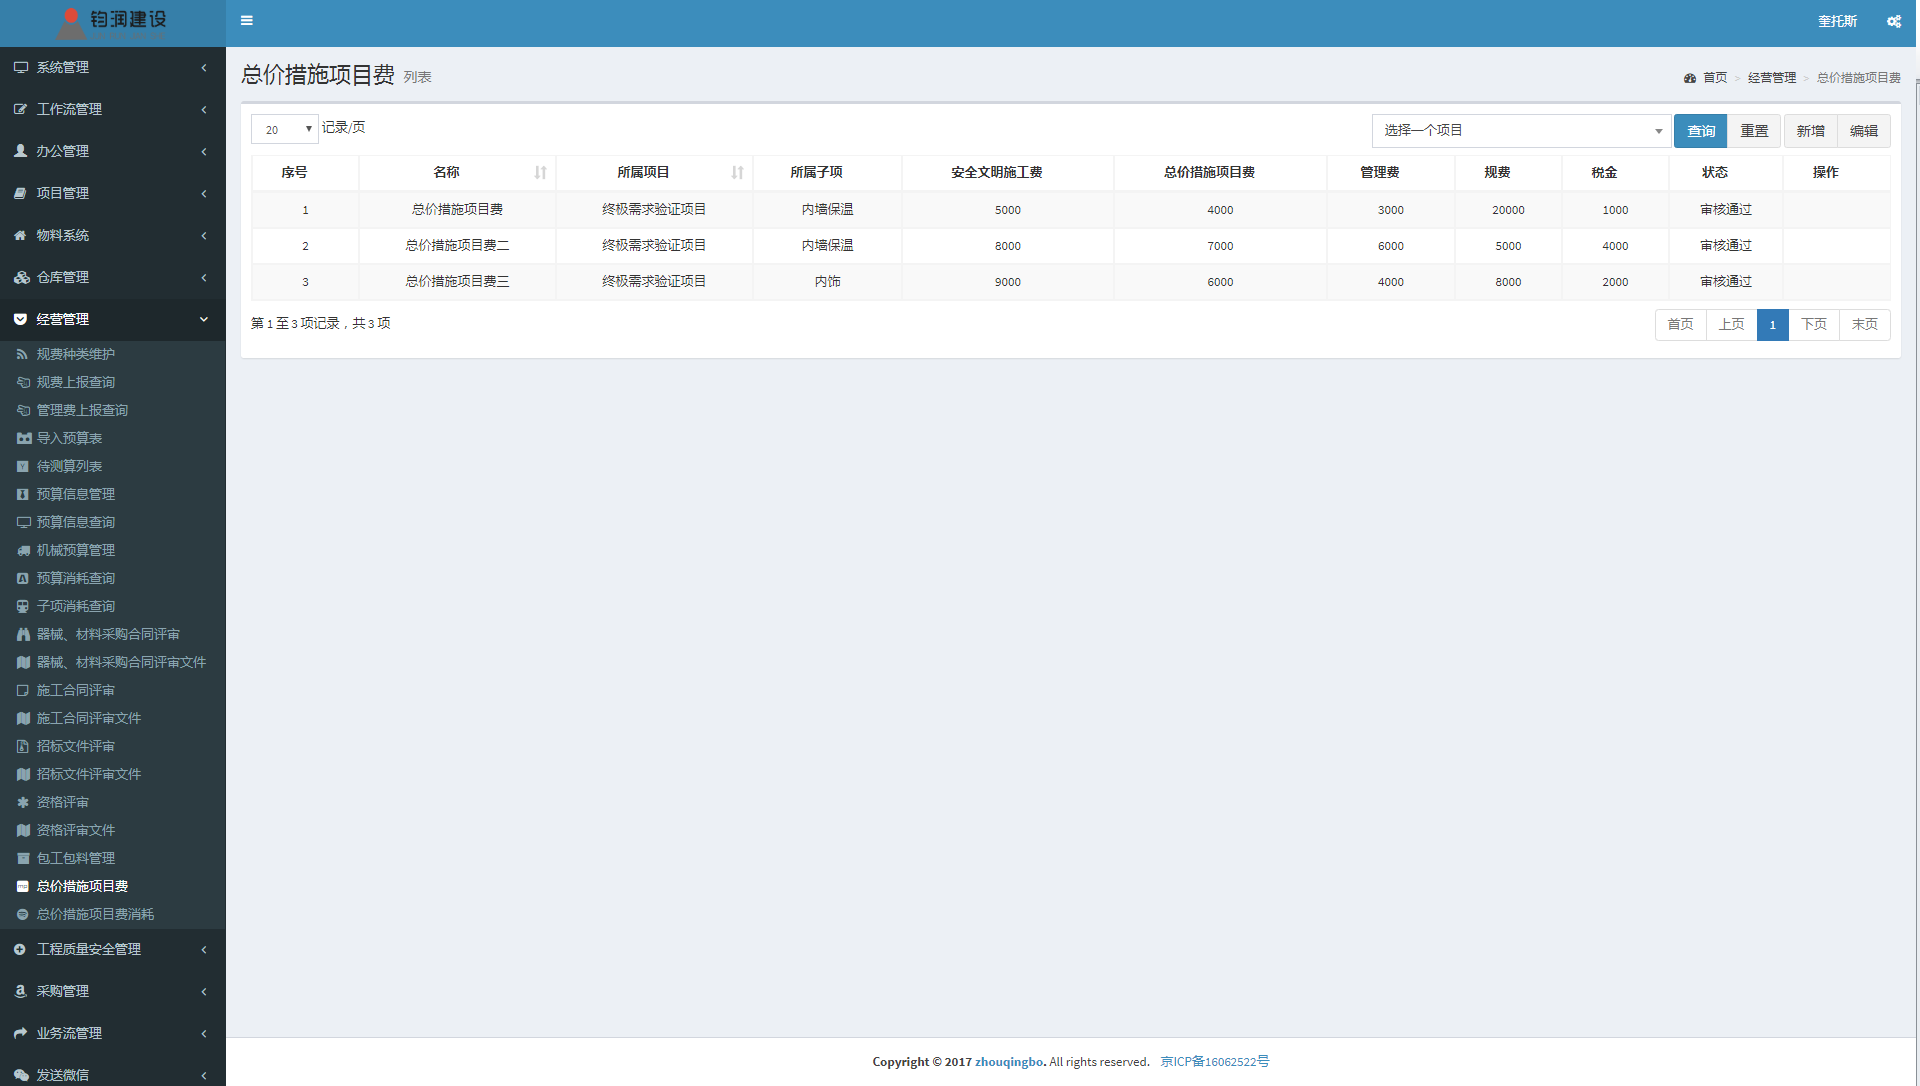 钧润建设
奎托斯
系统管理
工作流管理
办公管理
项目管理
物料系统
仓库管理
经营管理
规费种类维护
规费上报查询
管理费上报查询
导入预算表
待测算列表
预算信息管理
预算信息查询
机械预算管理
预算消耗查询
子项消耗查询
器械、材料采购合同评审
器械、材料采购合同评审文件
施工合同评审
施工合同评审文件
招标文件评审
招标文件评审文件
资格评审
资格评审文件
包工包料管理
总价措施项目费
总价措施项目费消耗
工程质量安全管理
采购管理
业务流管理
发送微信
总价措施项目费 列表
首页 > 经营管理 > 总价措施项目费
20 记录/页
选择一个项目 查询 重置 新增 编辑
序号 名称 所属项目 所属子项 安全文明施工费 总价措施项目费 管理费 规费 税金 状态 操作
1 总价措施项目费 终极需求验证项目 内墙保温 5000 4000 3000 20000 1000 审核通过
2 总价措施项目费二 终极需求验证项目 内墙保温 8000 7000 6000 5000 4000 审核通过
3 总价措施项目费三 终极需求验证项目 内饰 9000 6000 4000 8000 2000 审核通过
第 1 至 3 项记录，共 3 项
首页 上页 1 下页 末页
Copyright © 2017 zhouqingbo. All rights reserved. 京ICP备16062522号